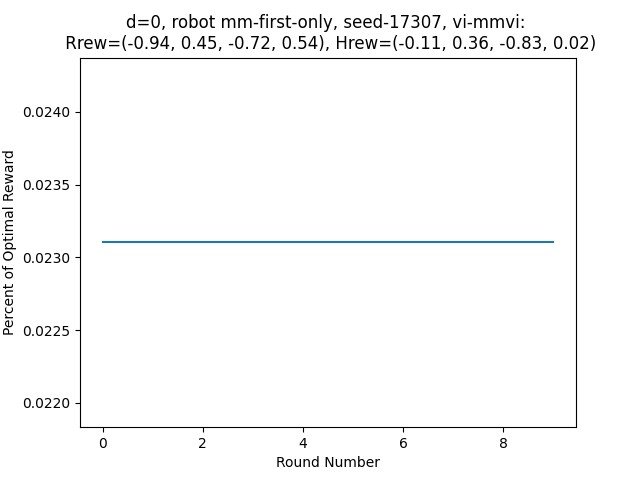 d=0, robot mm-first-only, seed-17307, vi-mmvi:
Rrew=(-0.94, 0.45, -0.72, 0.54), Hrew=(-0.11, 0.36, -0.83, 0.02)
Percent of Optimal Reward
0.0240
0.0235
0.0230
0.0225
0.0220
0 2 4 6 8
Round Number